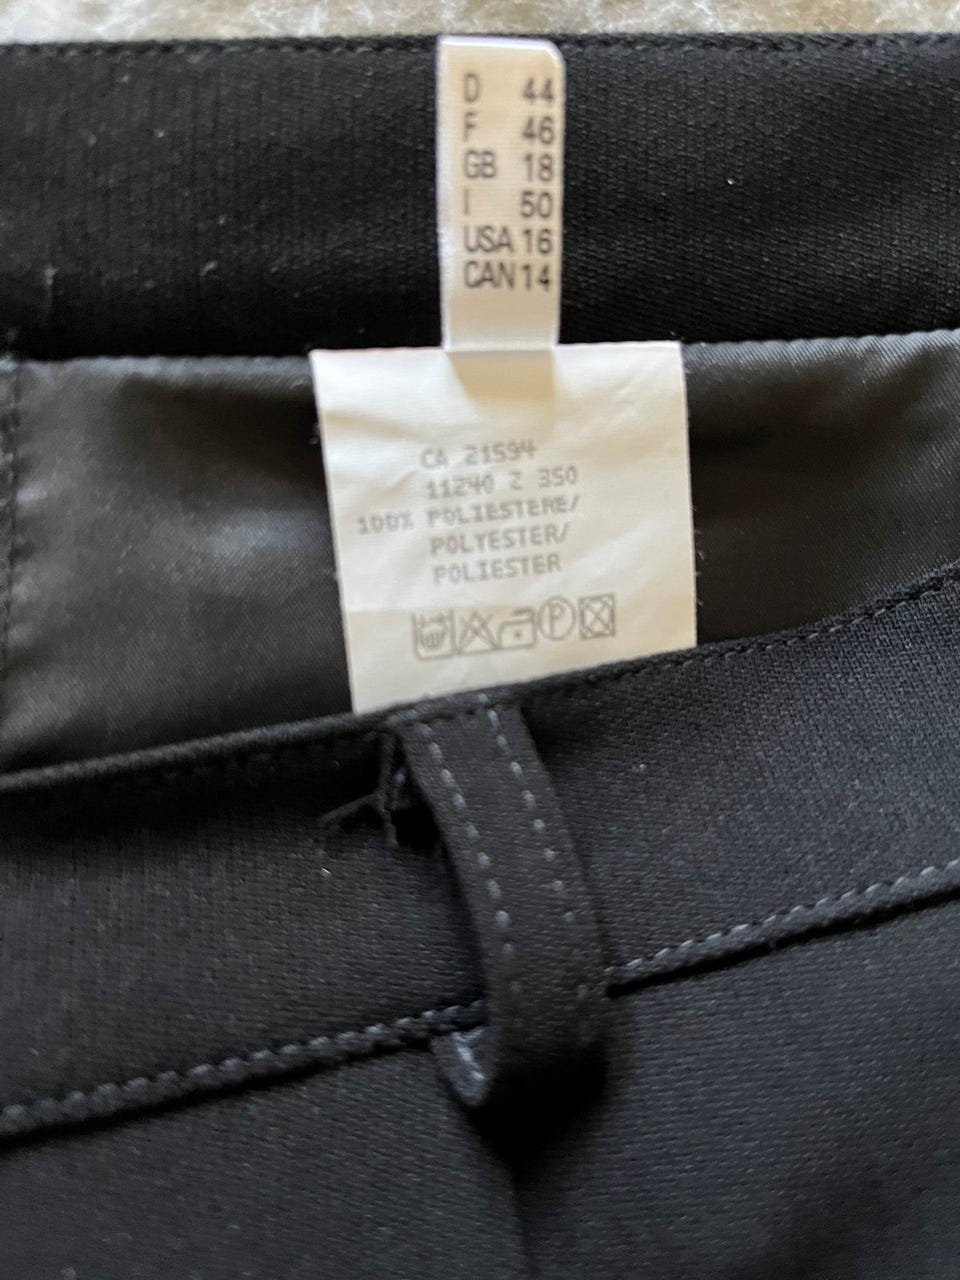 D 44
F 46
GB 18
I 50
USA 16
CAN 14
CA 21594
11240 Z 350
100% POLIESTERE/
POLYESTER/
POLIESTER
P